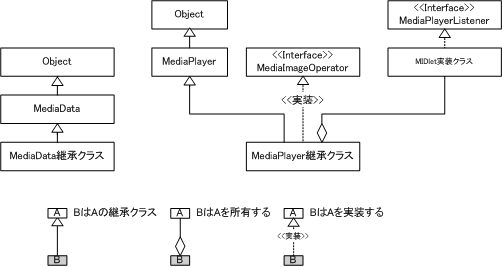 Object
<<Interface>>
MediaPlayerListener
Object
MediaPlayer
<<Interface>>
MediaImageOperator
MIDlet実装クラス
MediaData
<<実装>>
MediaData継承クラス
MediaPlayer継承クラス
A
BはAの継承クラス
A
BはAを所有する
A
BはAを実装する
<<実装>>
B
B
B